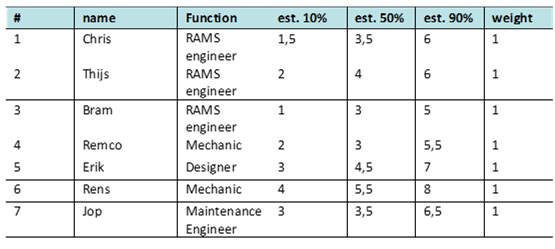 # name Function est. 10% est. 50% est. 90% weight
1 Chris RAMS engineer 1,5 3,5 6 1
2 Thijs RAMS engineer 2 4 6 1
3 Bram RAMS engineer 1 3 5 1
4 Remco Mechanic 2 3 5,5 1
5 Erik Designer 3 4,5 7 1
6 Rens Mechanic 4 5,5 8 1
7 Jop Maintenance Engineer 3 3,5 6,5 1